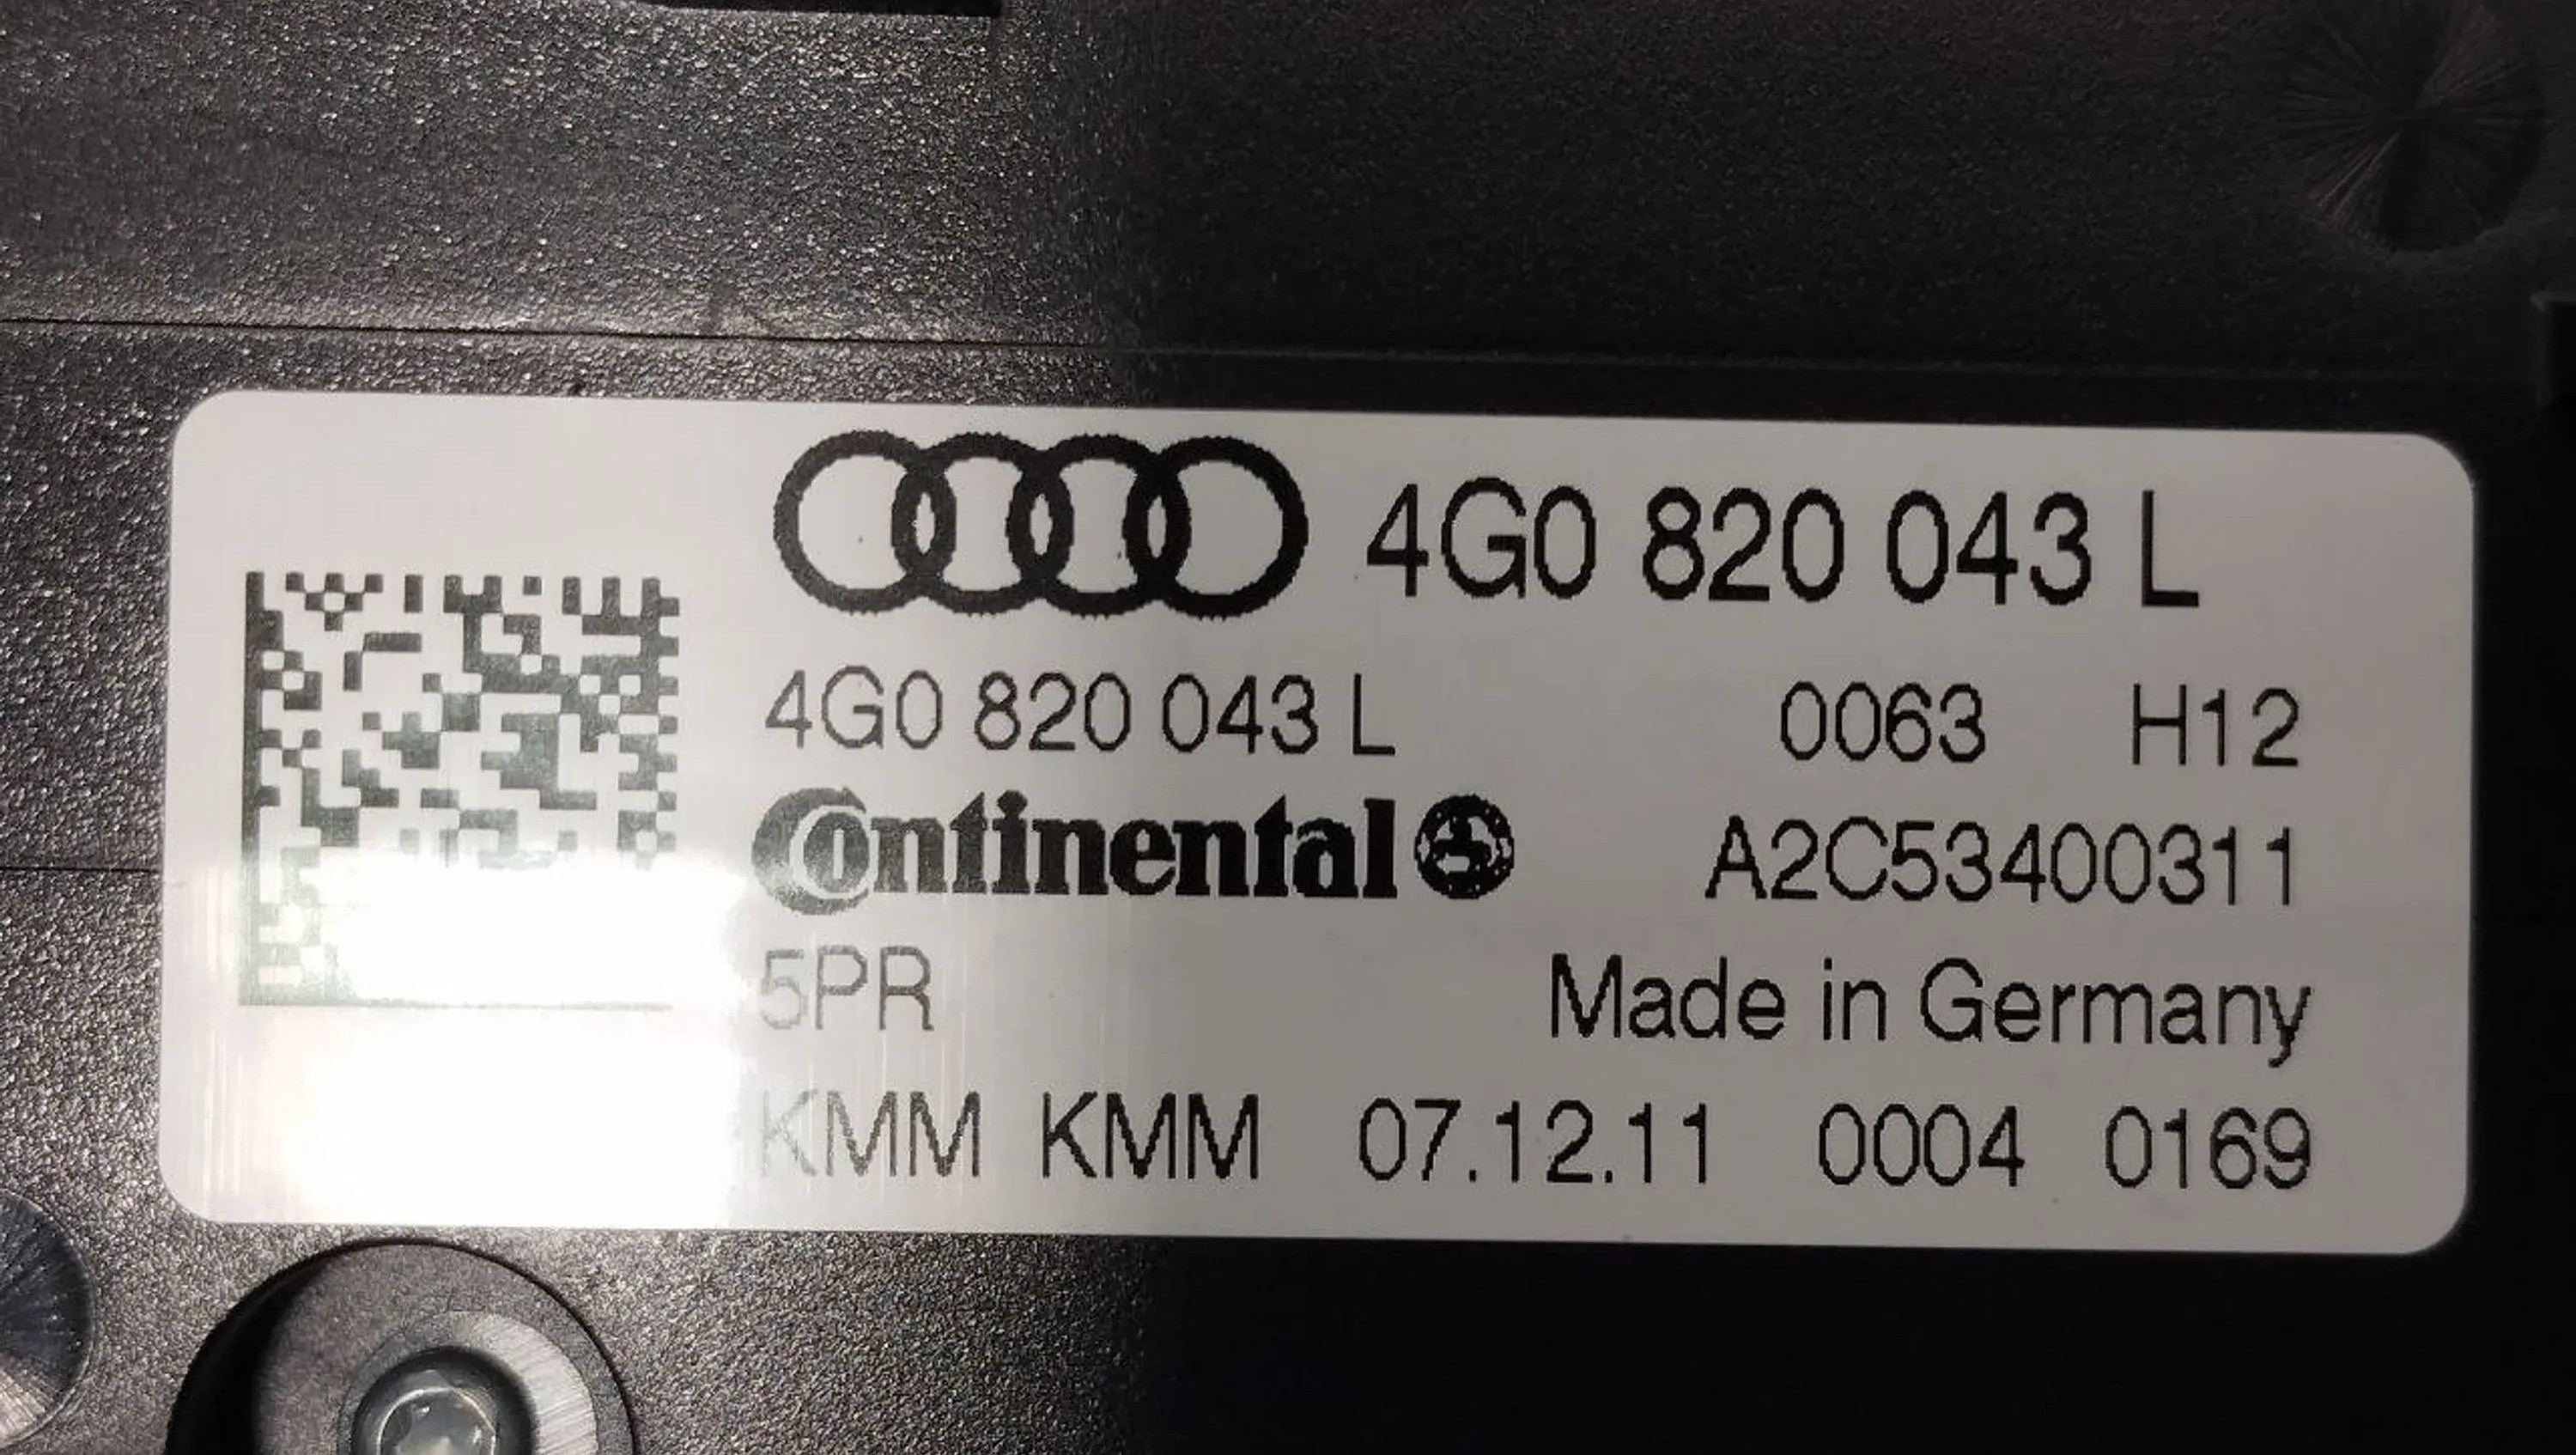 4G0 820 043 L
4G0 820 043 L 0063 H12
Continental A2C53400311
5PR Made in Germany
KMM KMM 07.12.11 0004 0169